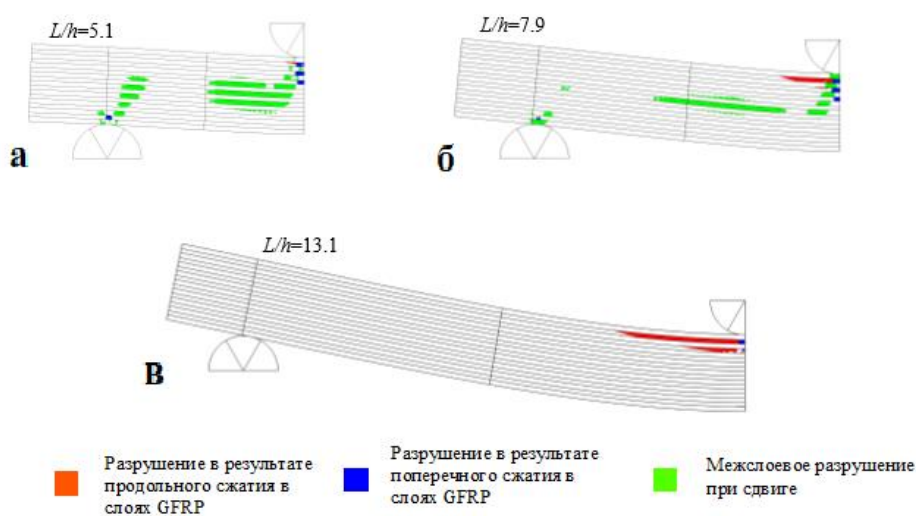 L/h=5.1
L/h=7.9
а
б
L/h=13.1
в
Разрушение в результате
продольного сжатия в
слоях GFRP
Разрушение в результате
поперечного сжатия в
слоях GFRP
Межслоевое разрушение
при сдвиге